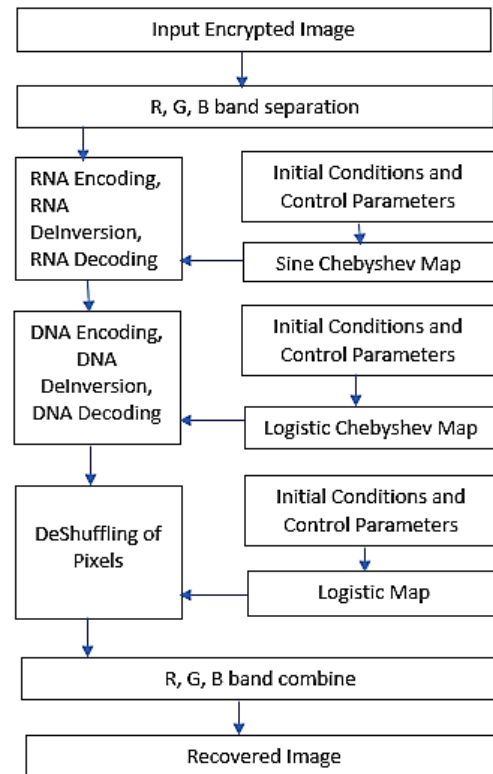 Input Encrypted Image
R, G, B band separation
RNA Encoding,
RNA
DeInversion,
RNA Decoding
Initial Conditions and
Control Parameters
Sine Chebyshev Map
DNA Encoding,
DNA
DeInversion,
DNA Decoding
Initial Conditions and
Control Parameters
Logistic Chebyshev Map
DeShuffling of
Pixels
Initial Conditions and
Control Parameters
Logistic Map
R, G, B band combine
Recovered Image